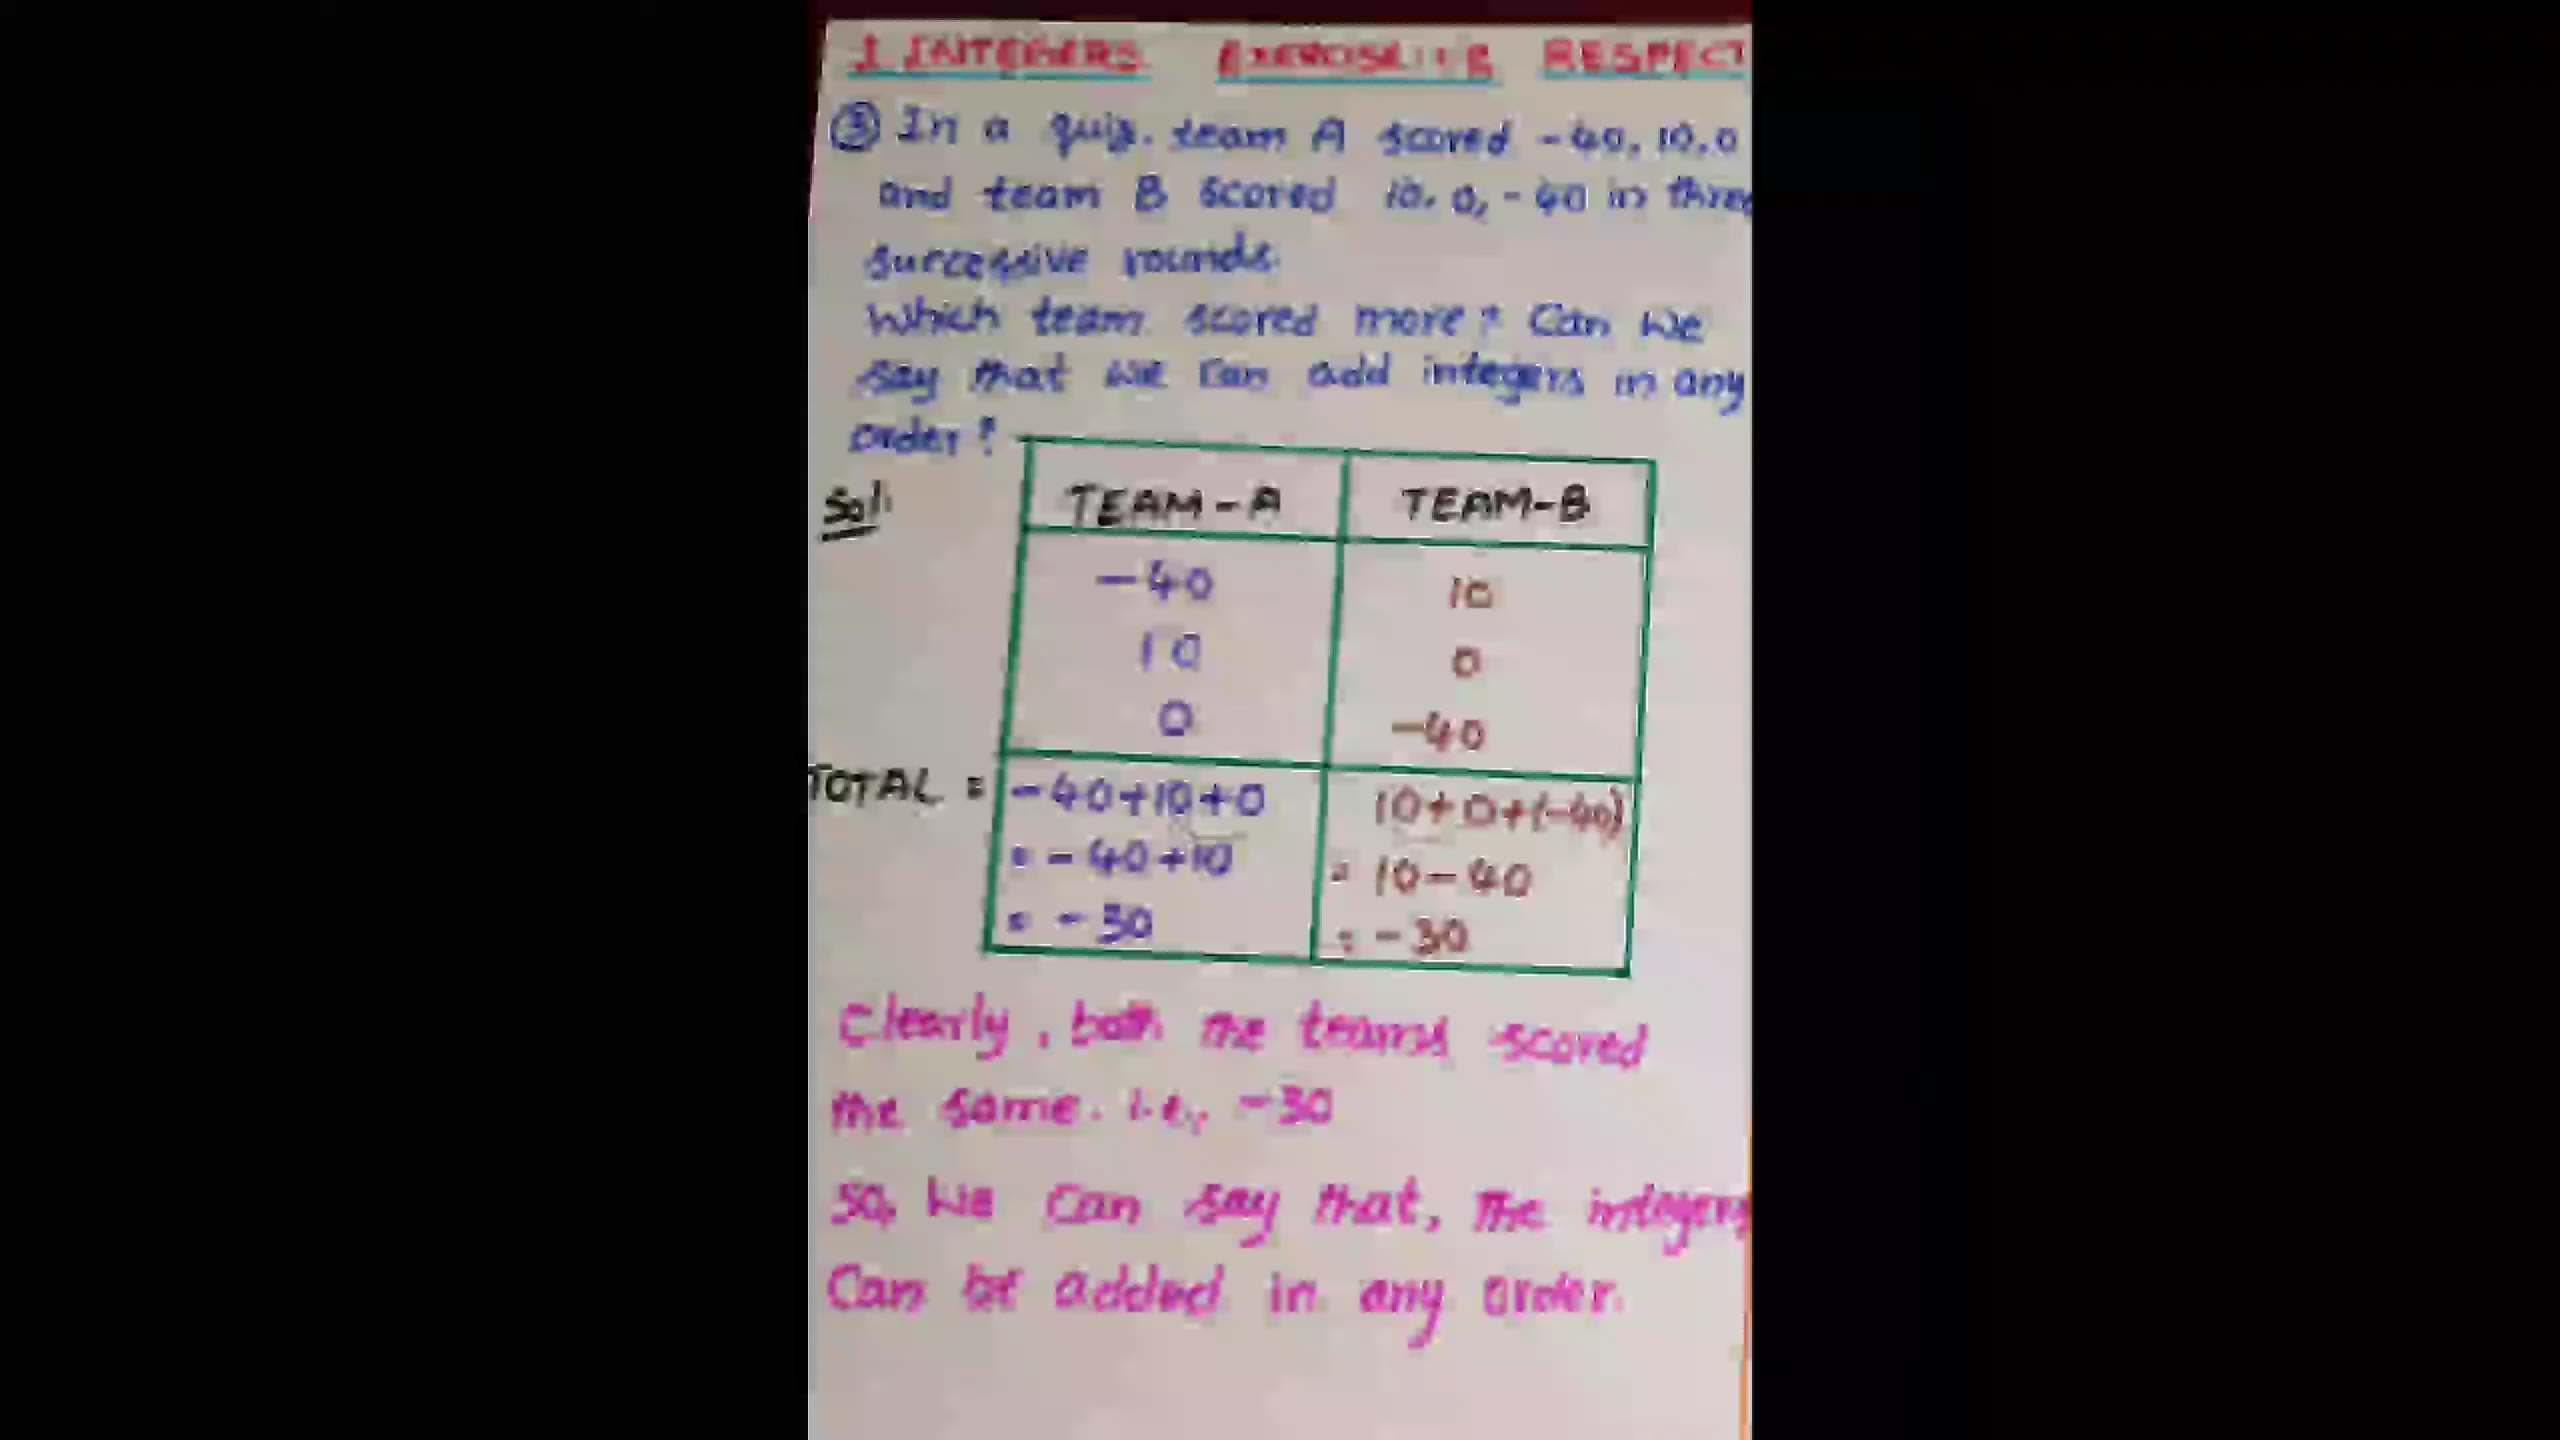 1. INTEGERS EXERCISE:1.2 RESPECT
③ In a quiz. team A scored -40, 10, 0
and team B scored 10, 0, -40 in three
successive rounds.
Which team scored more? Can we
say that we can add integers in any
order?
Sol:
TEAM-A TEAM-B
-40 10
10 0
0 -40
TOTAL = -40+10+0 10+0+(-40)
= -40+10 = 10-40
= -30 = -30
Clearly, both the teams scored
the same. i.e., -30
So, We can say that, The integers
Can be added in any order.